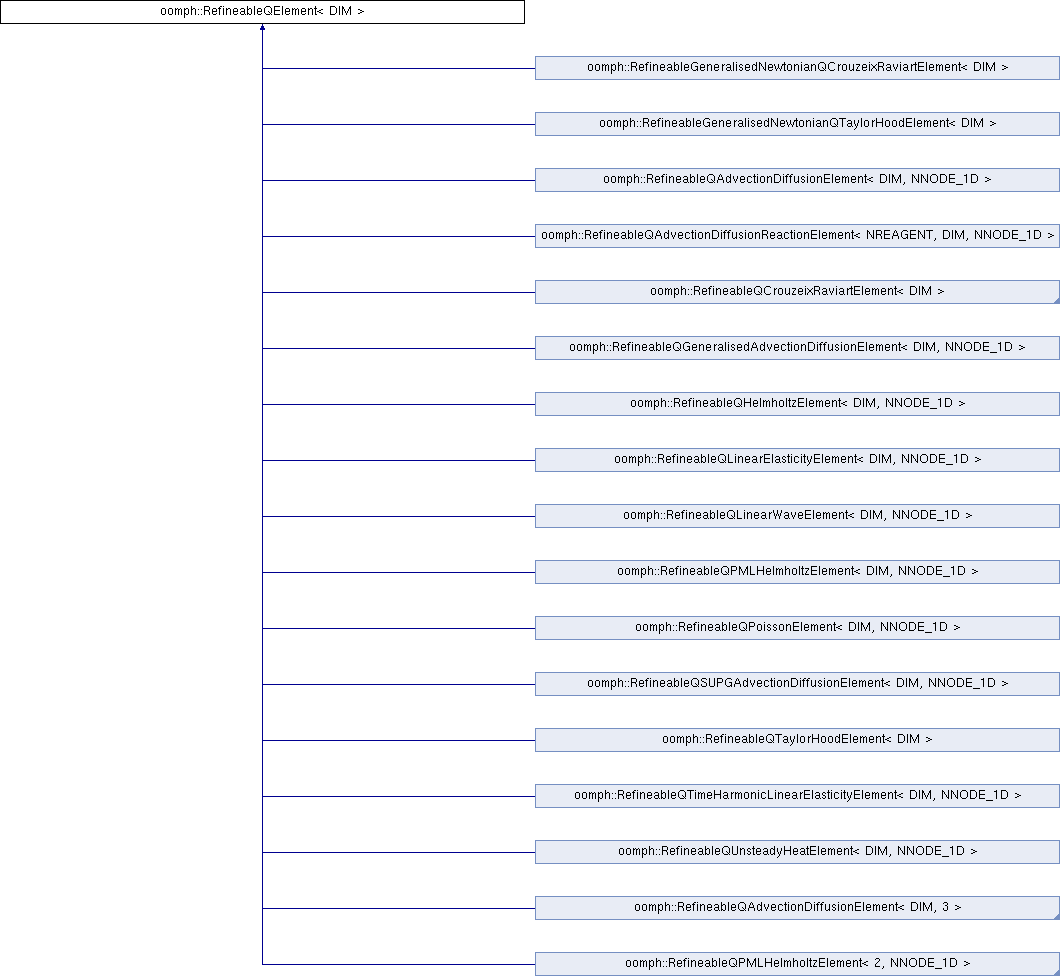 oomph::RefineableQElement< DIM >
oomph::RefineableGeneralisedNewtonianQCrouzeixRaviartElement< DIM >
oomph::RefineableGeneralisedNewtonianQTaylorHoodElement< DIM >
oomph::RefineableQAdvectionDiffusionElement< DIM, NNODE_1D >
oomph::RefineableQAdvectionDiffusionReactionElement< NREAGENT, DIM, NNODE_1D >
oomph::RefineableQCrouzeixRaviartElement< DIM >
oomph::RefineableQGeneralisedAdvectionDiffusionElement< DIM, NNODE_1D >
oomph::RefineableQHelmholtzElement< DIM, NNODE_1D >
oomph::RefineableQLinearElasticityElement< DIM, NNODE_1D >
oomph::RefineableQLinearWaveElement< DIM, NNODE_1D >
oomph::RefineableQPMLHelmholtzElement< DIM, NNODE_1D >
oomph::RefineableQPoissonElement< DIM, NNODE_1D >
oomph::RefineableQSUPGAdvectionDiffusionElement< DIM, NNODE_1D >
oomph::RefineableQTaylorHoodElement< DIM >
oomph::RefineableQTimeHarmonicLinearElasticityElement< DIM, NNODE_1D >
oomph::RefineableQUnsteadyHeatElement< DIM, NNODE_1D >
oomph::RefineableQAdvectionDiffusionElement< DIM, 3 >
oomph::RefineableQPMLHelmholtzElement< 2, NNODE_1D >